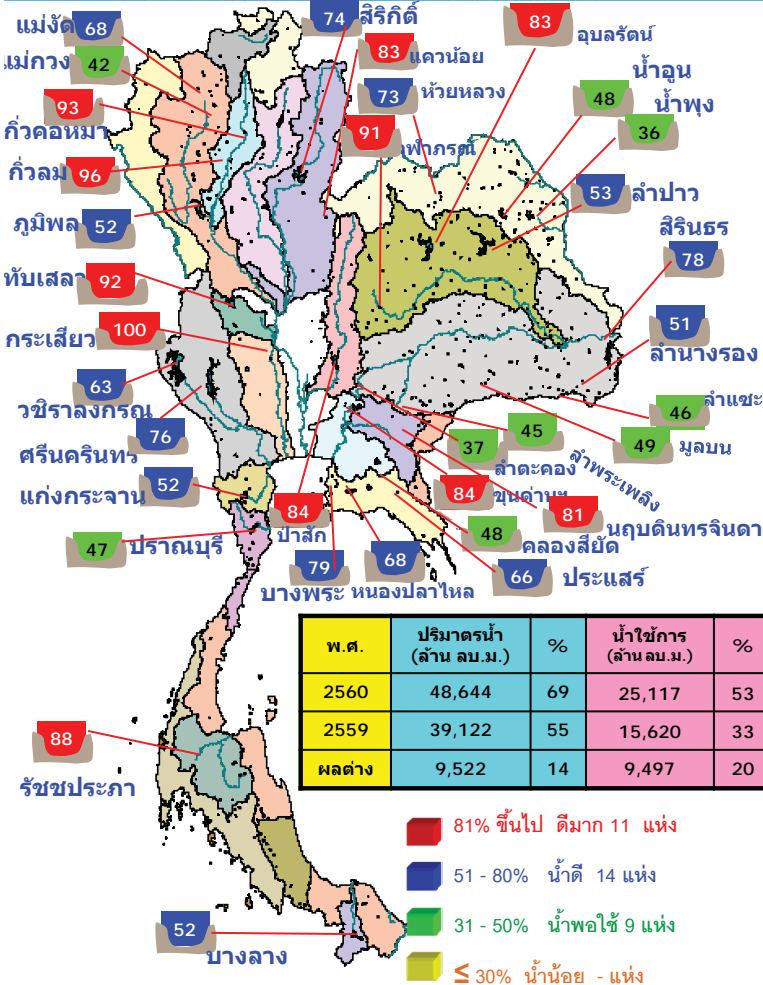 แม่งัด 68
74 สิริกิติ์
83 อุบลรัตน์
แม่กวง 42
83 แควน้อย
น้ำอูน 48
73 ห้วยหลวง
น้ำพุง 36
กิ่วคอหมา 93
91
กิ่วลม 96
53 ลำปาว
ภูมิพล 52
สิรินธร 78
ทับเสลา 92
กระเสียว 100
51
ลำนางรอง
63
วชิราลงกรณ
46 ลำแซะ
76
ศรีนครินทร์
49 มูลบน
45
ลำพระเพลิง
37
ลำตะคอง
แก่งกระจาน 52
84
ขุนด่านฯ
84
ป่าสัก
81
นฤบดินทรจินดา
47 ปราณบุรี
48
คลองสียัด
79
บางพระ
68
หนองปลาไหล
66 ประแสร์
พ.ศ. ปริมาตรน้ำ (ล้าน ลบ.ม.) % น้ำใช้การ (ล้าน ลบ.ม.) %
2560 48,644 69 25,117 53
2559 39,122 55 15,620 33
ผลต่าง 9,522 14 9,497 20
88
รัชชประภา
81% ขึ้นไป ดีมาก 11 แห่ง
51 - 80% น้ำดี 14 แห่ง
31 - 50% น้ำพอใช้ 9 แห่ง
≤ 30% น้ำน้อย - แห่ง
52
บางลาง